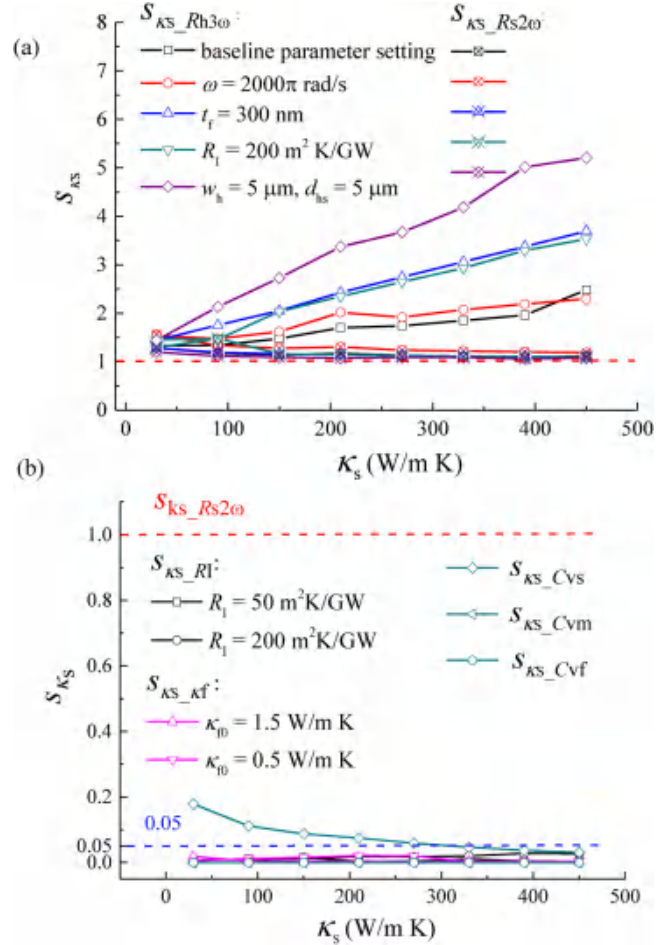 (a)
S_κs_Rh3ω: S_κs_Rs2ω:
baseline parameter setting
ω = 2000π rad/s
t_f = 300 nm
R_I = 200 m² K/GW
w_h = 5 μm, d_hs = 5 μm
8
7
6
5
4
3
2
1
0
S_κs
0 100 200 300 400 500
κ_s (W/m K)
(b)
S_ks_Rs2ω
S_κs_RI:
R_I = 50 m²K/GW
R_I = 200 m²K/GW
S_κs_κf:
κ_f0 = 1.5 W/m K
κ_f0 = 0.5 W/m K
S_κs_Cvs
S_κs_Cvm
S_κs_Cvf
1.0
0.8
0.6
0.4
0.2
0.05
0.05
0.0
S_κs
0 100 200 300 400 500
κ_s (W/m K)